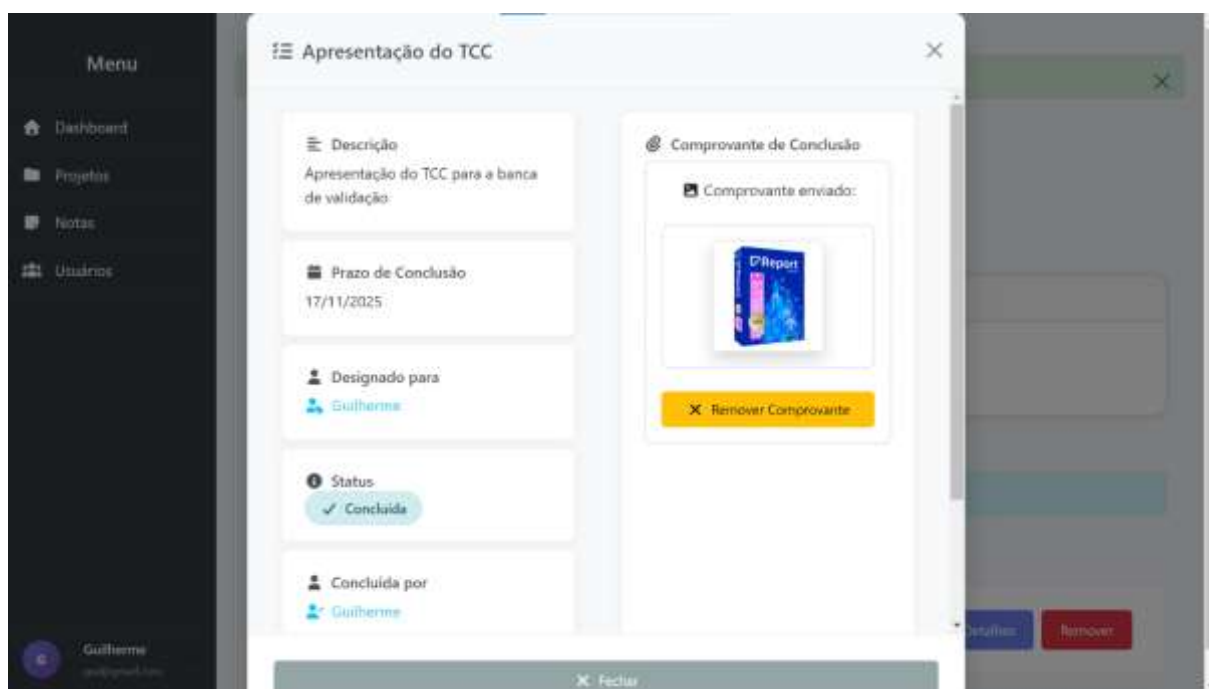 Menu
Dashboard
Projetos
Notas
Usuários
Guilherme
Apresentação do TCC
Descrição
Apresentação do TCC para a banca
de validação
Prazo de Conclusão
17/11/2025
Designado para
Guilherme
Status
Concluída
Concluída por
Guilherme
Comprovante de Conclusão
Comprovante enviado:
Report
Remover Comprovante
Detalhes
Remover
Fechar